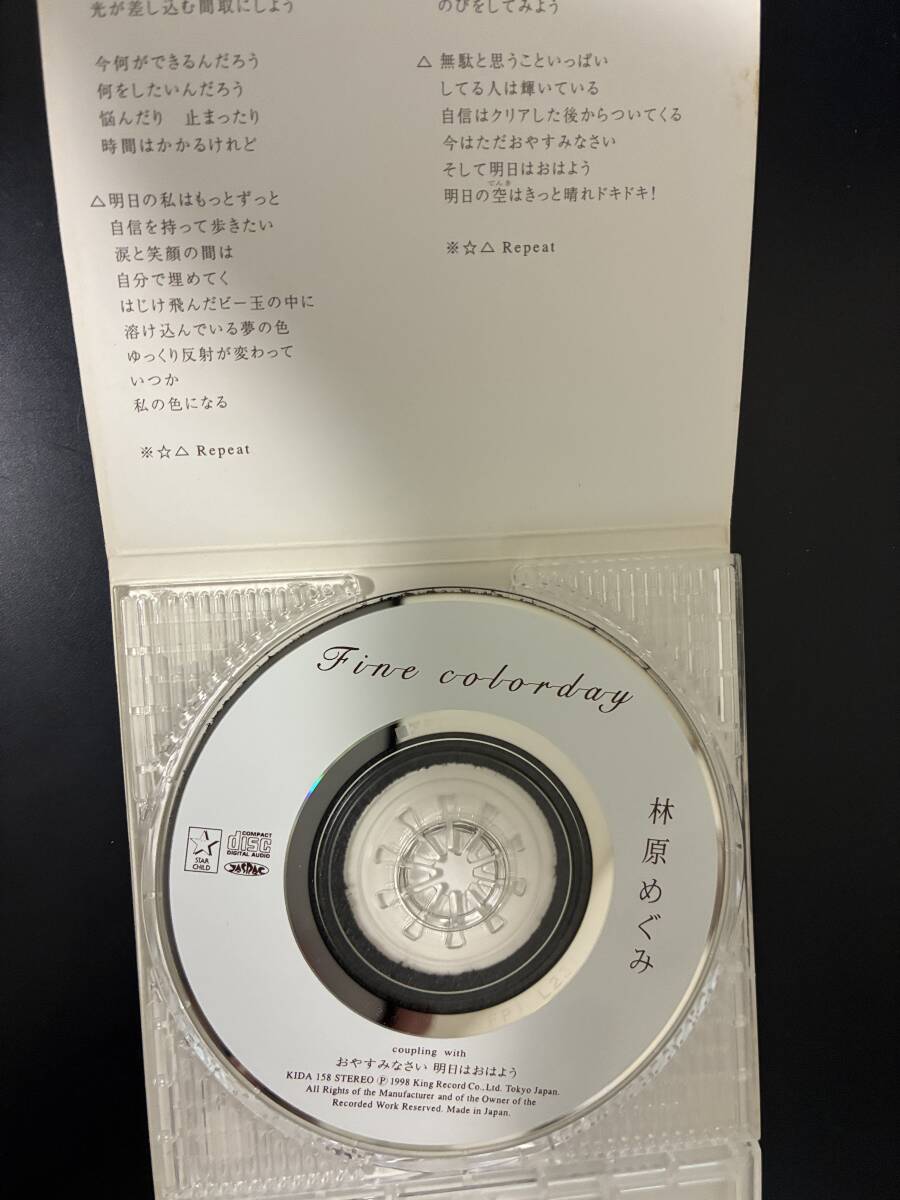 光が差し込む間取にしよう
今何ができるんだろう
何をしたいんだろう
悩んだり 止まったり
時間はかかるけれど
△明日の私はもっとずっと
自信を持って歩きたい
涙と笑顔の間は
自分で埋めてく
はじけ飛んだビー玉の中に
溶け込んでいる夢の色
ゆっくり反射が変わって
いつか
私の色になる
※☆△ Repeat
のびをしてみよう
△ 無駄と思うこといっぱい
してる人は輝いている
自信はクリアした後からついてくる
今はただおやすみなさい
そして明日はおはよう
てんき
明日の空はきっと晴れドキドキ!
※☆△ Repeat
Fine colorday
林原めぐみ
STAR CHILD
COMPACT disc DIGITAL AUDIO
JASRAC
coupling with
おやすみなさい 明日はおはよう
KIDA 158 STEREO Ⓟ 1998 King Record Co., Ltd. Tokyo Japan.
All Rights of the Manufacturer and of the Owner of the
Recorded Work Reserved. Made in Japan.